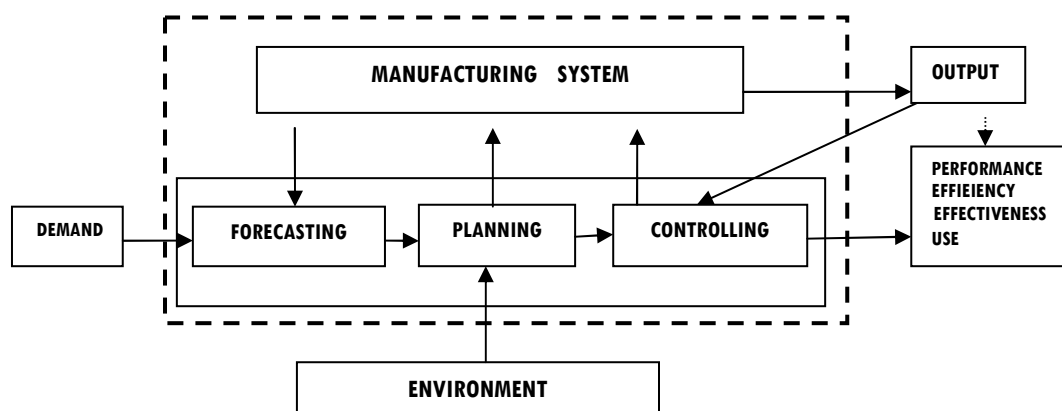 MANUFACTURING SYSTEM
OUTPUT
PERFORMANCE
EFFIEIENCY
EFFECTIVENESS
USE
DEMAND
FORECASTING
PLANNING
CONTROLLING
ENVIRONMENT